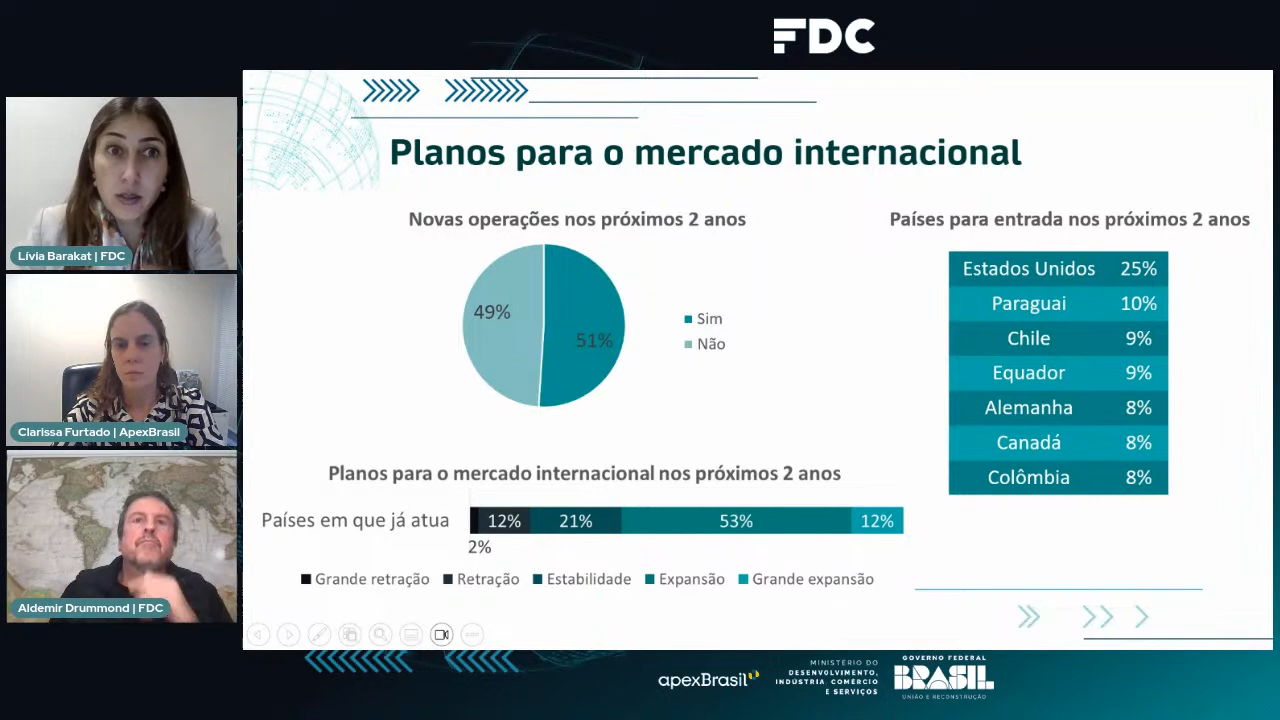 FDC
Planos para o mercado internacional
Novas operações nos próximos 2 anos
49%
51%
Sim
Não
Países para entrada nos próximos 2 anos
Estados Unidos 25%
Paraguai 10%
Chile 9%
Equador 9%
Alemanha 8%
Canadá 8%
Colômbia 8%
Planos para o mercado internacional nos próximos 2 anos
Países em que já atua 12% 21% 53% 12%
2%
Grande retração Retração Estabilidade Expansão Grande expansão
Lívia Barakat | FDC
Clarissa Furtado | ApexBrasil
Aldemir Drummond | FDC
apexBrasil
MINISTÉRIO DO
DESENVOLVIMENTO,
INDÚSTRIA, COMÉRCIO
E SERVIÇOS
GOVERNO FEDERAL
BRASIL
UNIÃO E RECONSTRUÇÃO